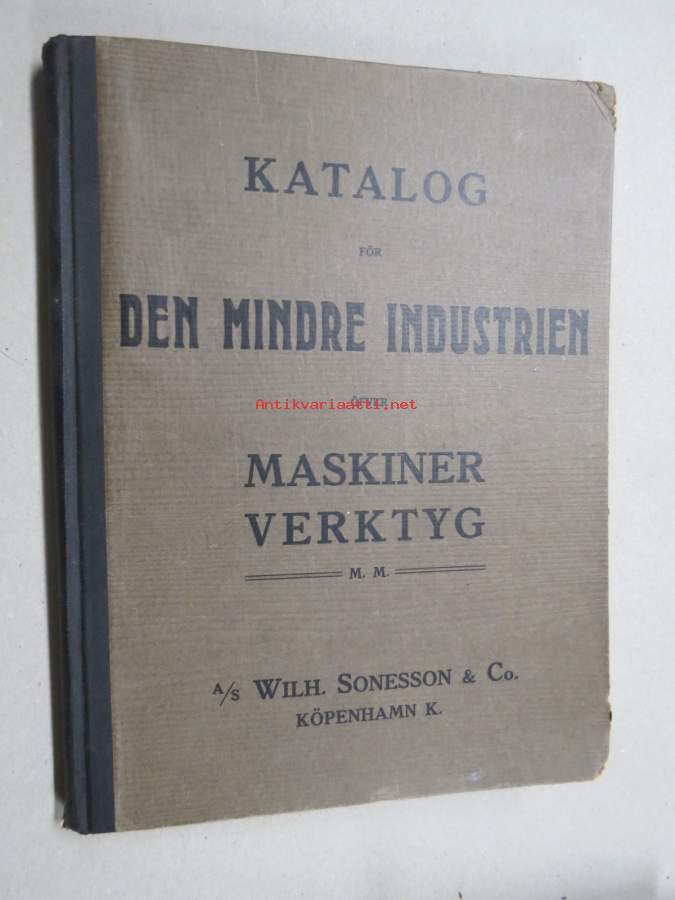 KATALOG
FÖR
DEN MINDRE INDUSTRIEN
Antikvariaatti.net
MASKINER
VERKTYG
M. M.
A/S WILH. SONESSON & Co.
KÖPENHAMN K.